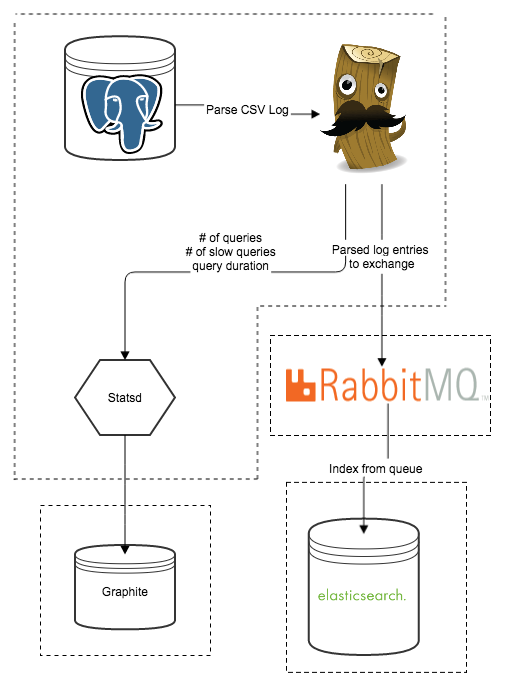 Parse CSV Log
# of queries
# of slow queries
query duration
Parsed log entries
to exchange
RabbitMQ
TM
Statsd
Index from queue
Graphite
elasticsearch.